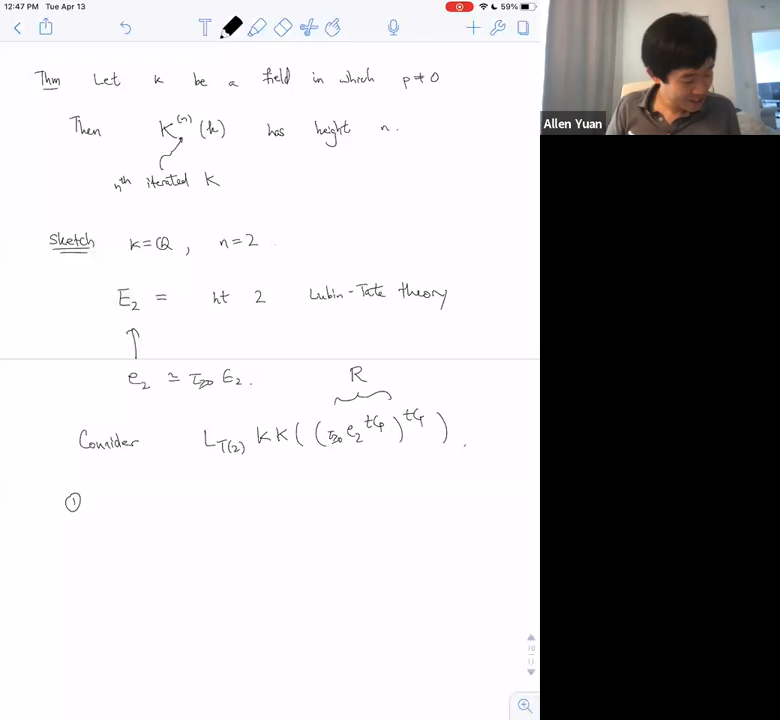 12:47 PM Tue Apr 13
59%
Thm Let k be a field in which p ≠ 0
Then K^(n)(k) has height n.
nth iterated K
Sketch k = Q, n = 2
E_2 = ht 2 Lubin-Tate theory
e_2 ≃ τ_≥0 E_2.
R
Consider L_T(2) K K ( ( τ_≥0 e_2^tC_p )^tC_p ) .
①
Allen Yuan